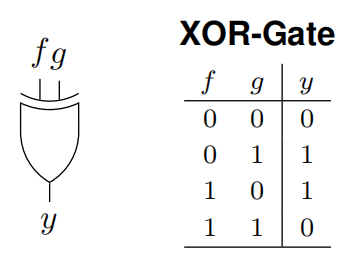 XOR-Gate
f g
y
f g y
0 0 0
0 1 1
1 0 1
1 1 0